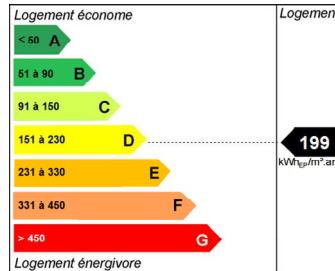 Logement économe
Logemen
< 50 A
51 à 90 B
91 à 150 C
151 à 230 D
199
kWhEP/m².an
231 à 330 E
331 à 450 F
> 450 G
Logement énergivore